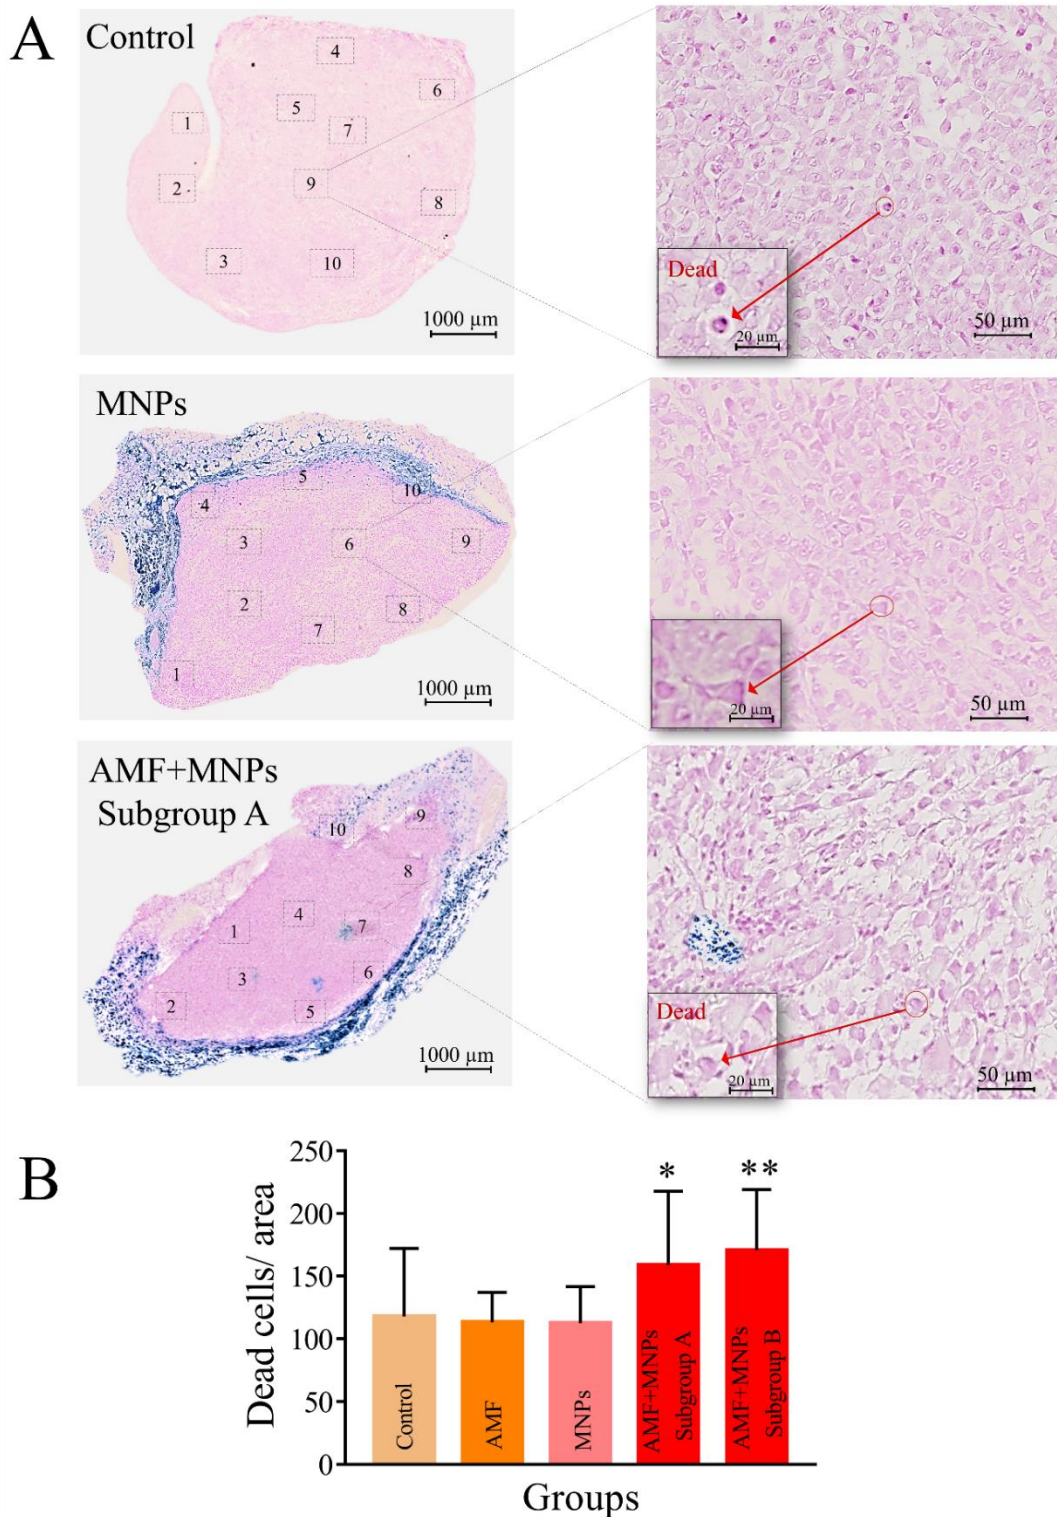 A
Control
1
2
3
4
5
6
7
8
9
10
1000 µm
Dead
20 µm
50 µm
MNPs
1
2
3
4
5
6
7
8
9
10
1000 µm
20 µm
50 µm
AMF+MNPs
Subgroup A
1
2
3
4
5
6
7
8
9
10
1000 µm
Dead
20 µm
50 µm
B
Dead cells/ area
250
200
150
100
50
0
*
**
Control
AMF
MNPs
AMF+MNPs
Subgroup A
AMF+MNPs
Subgroup B
Groups